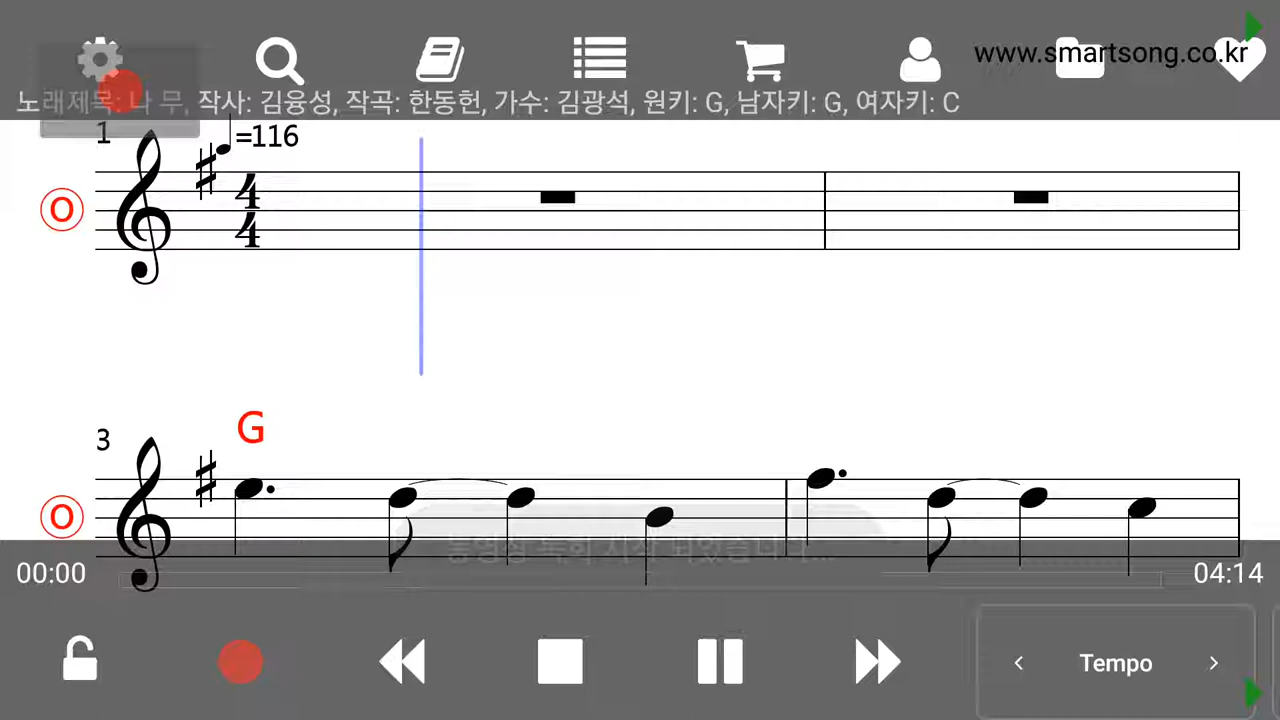 www.smartsong.co.kr
노래제목: 나 무, 작사: 김윤성, 작곡: 한동헌, 가수: 김광석, 원키: G, 남자키: G, 여자키: C
1
=116
4
4
O
G
3
O
00:00
04:14
Tempo